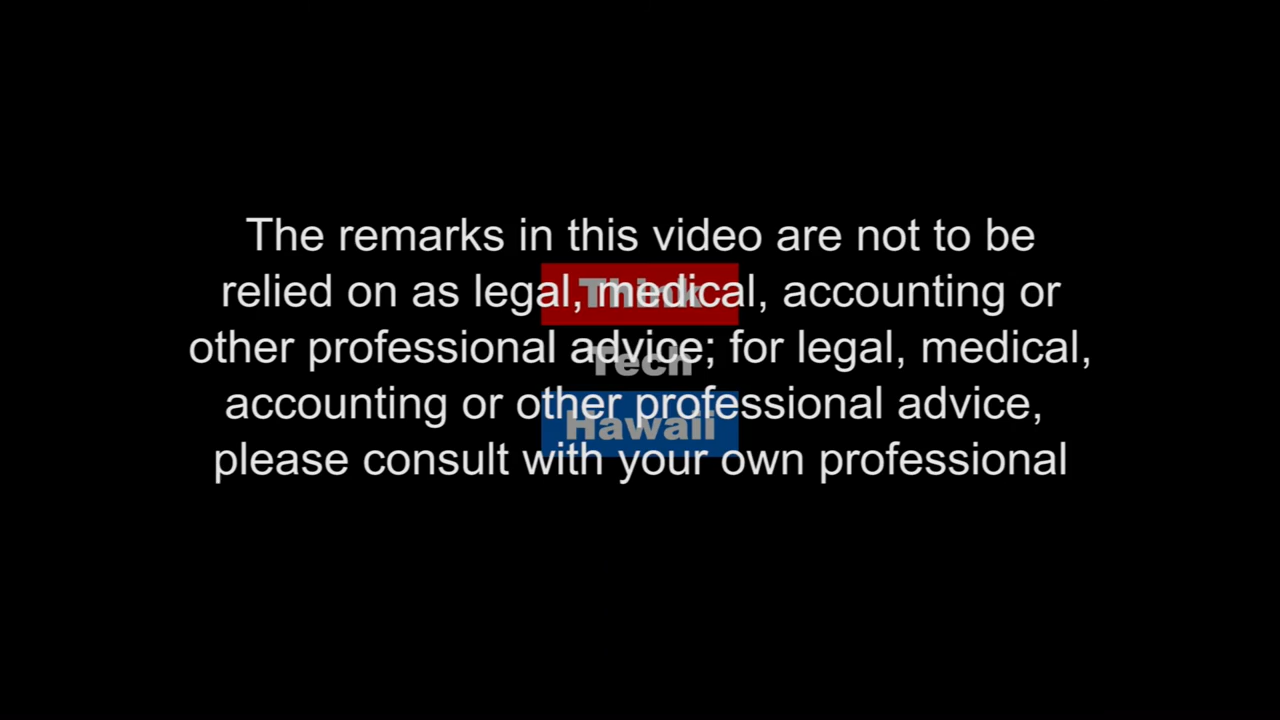 The remarks in this video are not to be
relied on as legal, medical, accounting or
other professional advice; for legal, medical,
accounting or other professional advice,
please consult with your own professional
Think
Tech
Hawaii